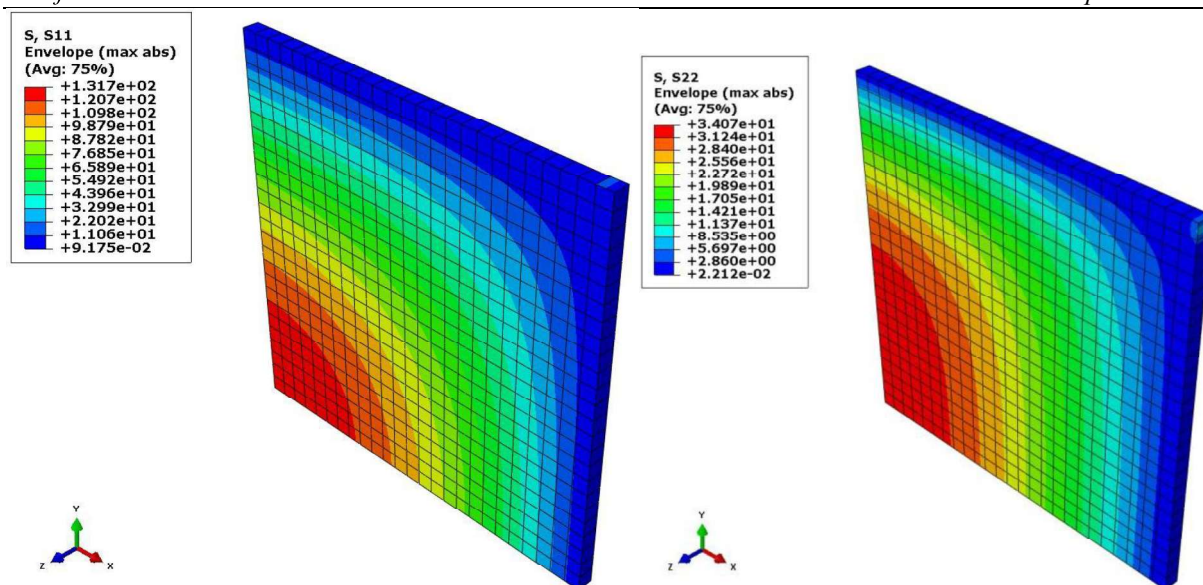 S, S11
Envelope (max abs)
(Avg: 75%)
+1.317e+02
+1.207e+02
+1.098e+02
+9.879e+01
+8.782e+01
+7.685e+01
+6.589e+01
+5.492e+01
+4.396e+01
+3.299e+01
+2.202e+01
+1.106e+01
+9.175e-02
Y
Z
X
S, S22
Envelope (max abs)
(Avg: 75%)
+3.407e+01
+3.124e+01
+2.840e+01
+2.556e+01
+2.272e+01
+1.989e+01
+1.705e+01
+1.421e+01
+1.137e+01
+8.535e+00
+5.697e+00
+2.860e+00
+2.212e-02
Y
Z
X